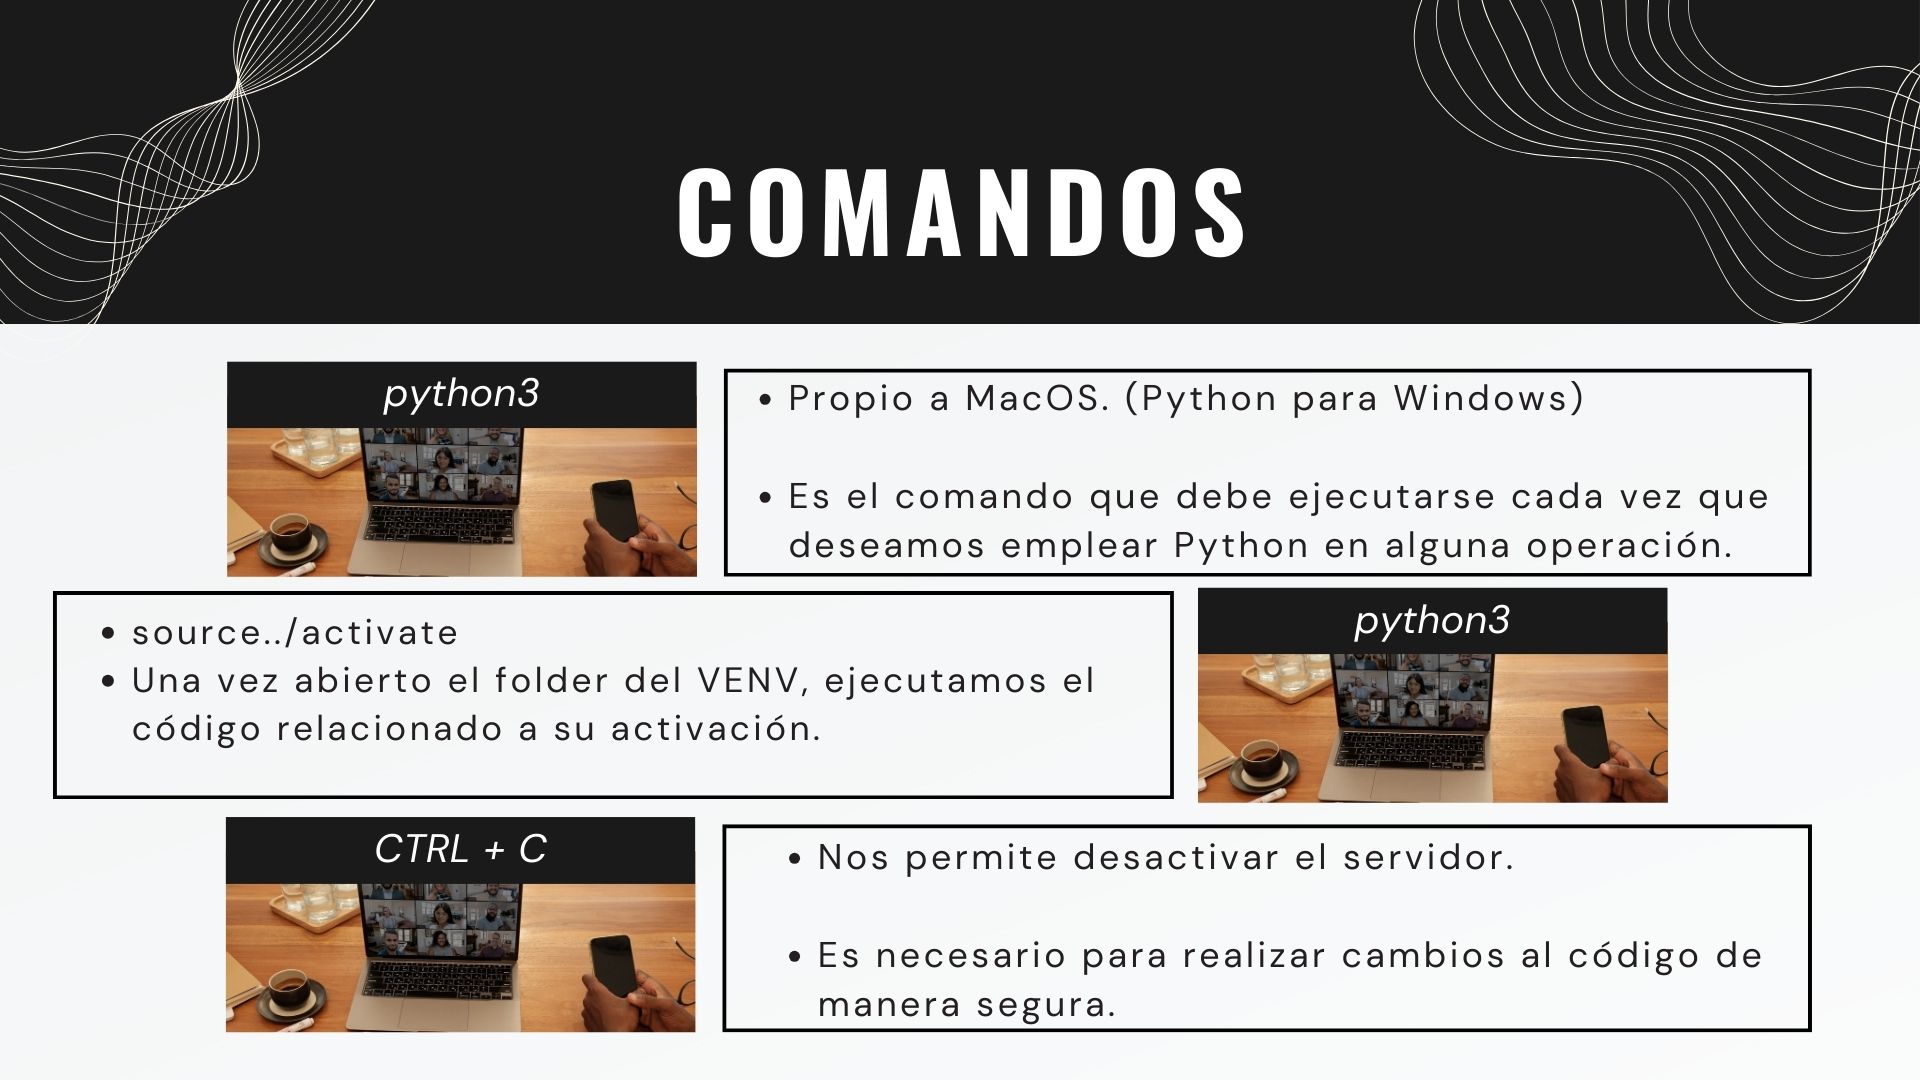 COMANDOS
python3
• Propio a MacOS. (Python para Windows)
• Es el comando que debe ejecutarse cada vez que
deseamos emplear Python en alguna operación.
• source../activate
• Una vez abierto el folder del VENV, ejecutamos el
código relacionado a su activación.
python3
CTRL + C
• Nos permite desactivar el servidor.
• Es necesario para realizar cambios al código de
manera segura.